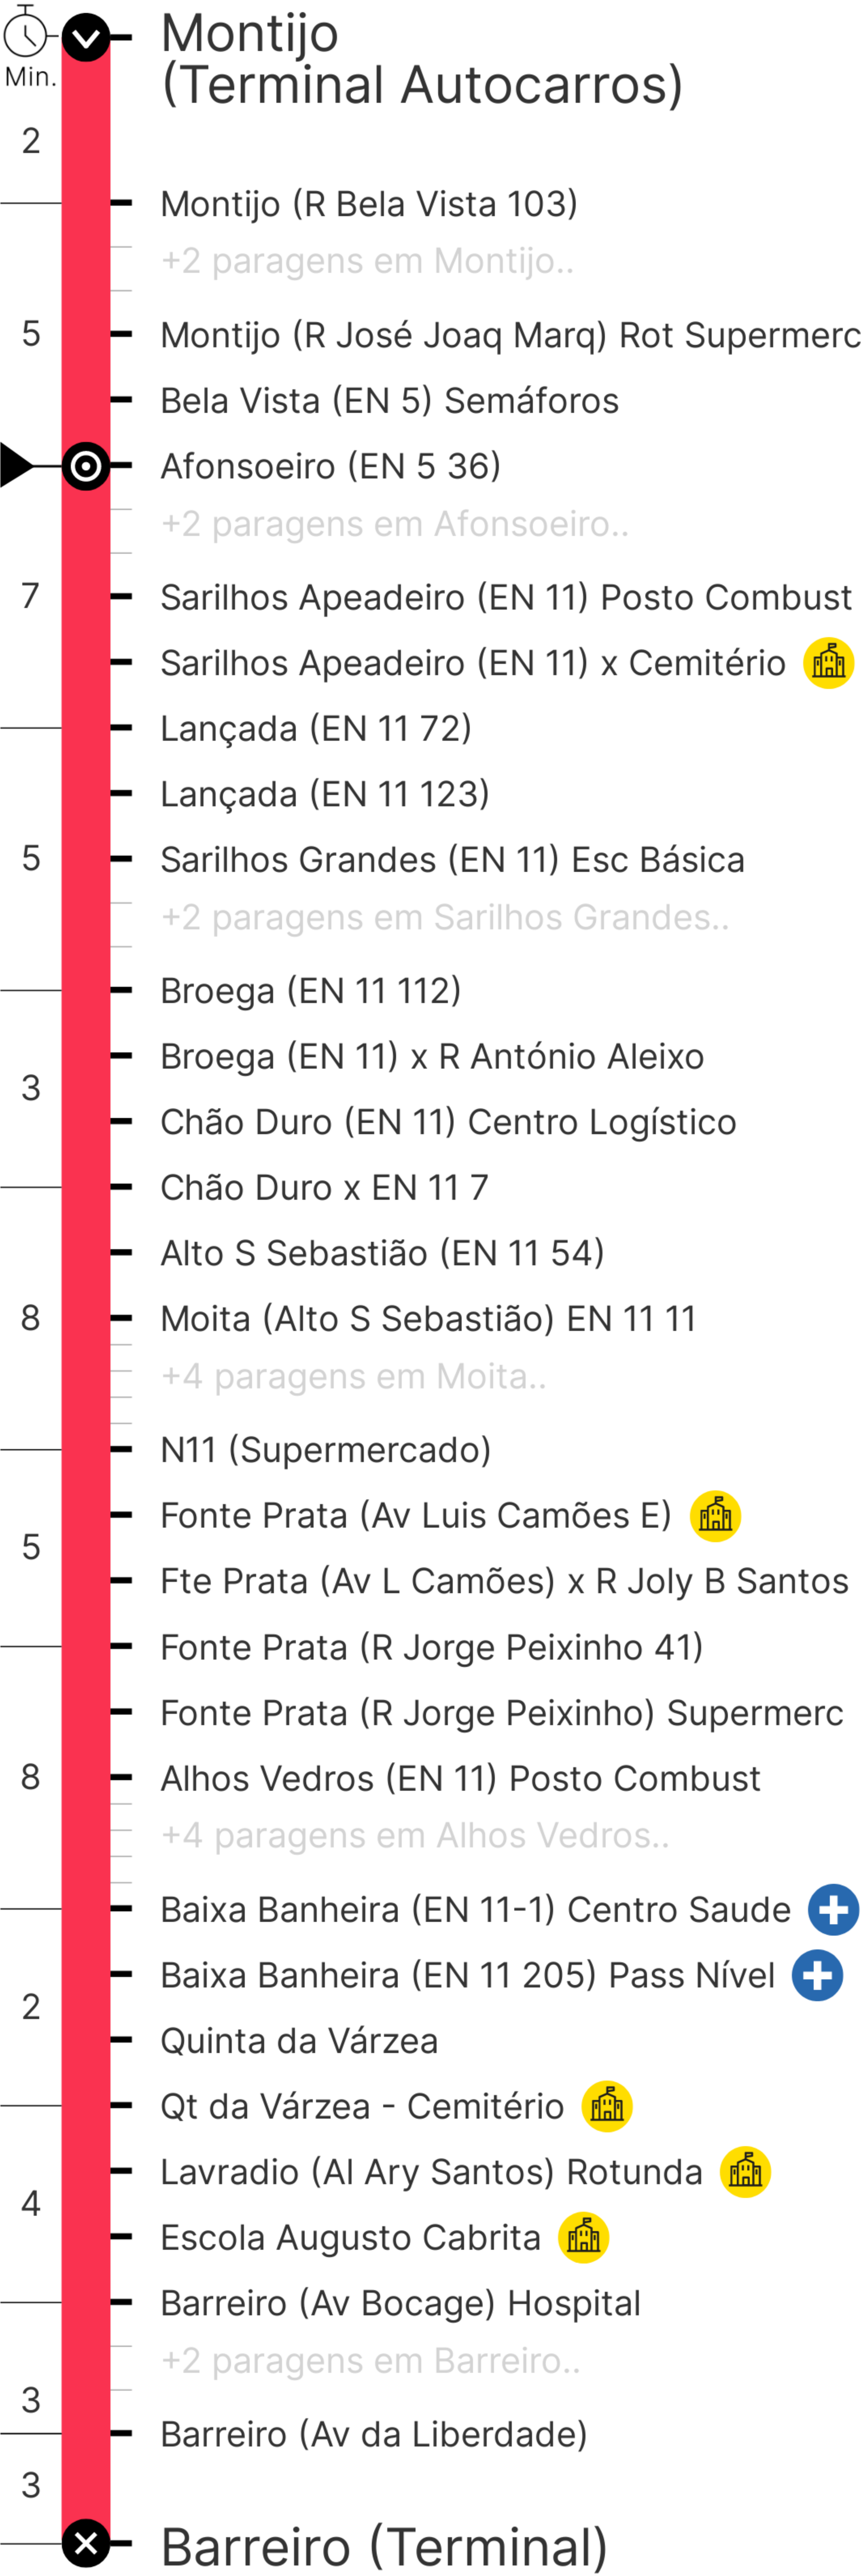 Montijo
(Terminal Autocarros)
Min.
2
Montijo (R Bela Vista 103)
+2 paragens em Montijo..
5
Montijo (R José Joaq Marq) Rot Supermerc
Bela Vista (EN 5) Semáforos
Afonsoeiro (EN 5 36)
+2 paragens em Afonsoeiro..
7
Sarilhos Apeadeiro (EN 11) Posto Combust
Sarilhos Apeadeiro (EN 11) x Cemitério
Lançada (EN 11 72)
Lançada (EN 11 123)
5
Sarilhos Grandes (EN 11) Esc Básica
+2 paragens em Sarilhos Grandes..
Broega (EN 11 112)
Broega (EN 11) x R António Aleixo
3
Chão Duro (EN 11) Centro Logístico
Chão Duro x EN 11 7
Alto S Sebastião (EN 11 54)
8
Moita (Alto S Sebastião) EN 11 11
+4 paragens em Moita..
N11 (Supermercado)
Fonte Prata (Av Luis Camões E)
5
Fte Prata (Av L Camões) x R Joly B Santos
Fonte Prata (R Jorge Peixinho 41)
Fonte Prata (R Jorge Peixinho) Supermerc
8
Alhos Vedros (EN 11) Posto Combust
+4 paragens em Alhos Vedros..
Baixa Banheira (EN 11-1) Centro Saude
Baixa Banheira (EN 11 205) Pass Nível
2
Quinta da Várzea
Qt da Várzea - Cemitério
Lavradio (Al Ary Santos) Rotunda
4
Escola Augusto Cabrita
Barreiro (Av Bocage) Hospital
+2 paragens em Barreiro..
3
Barreiro (Av da Liberdade)
3
Barreiro (Terminal)